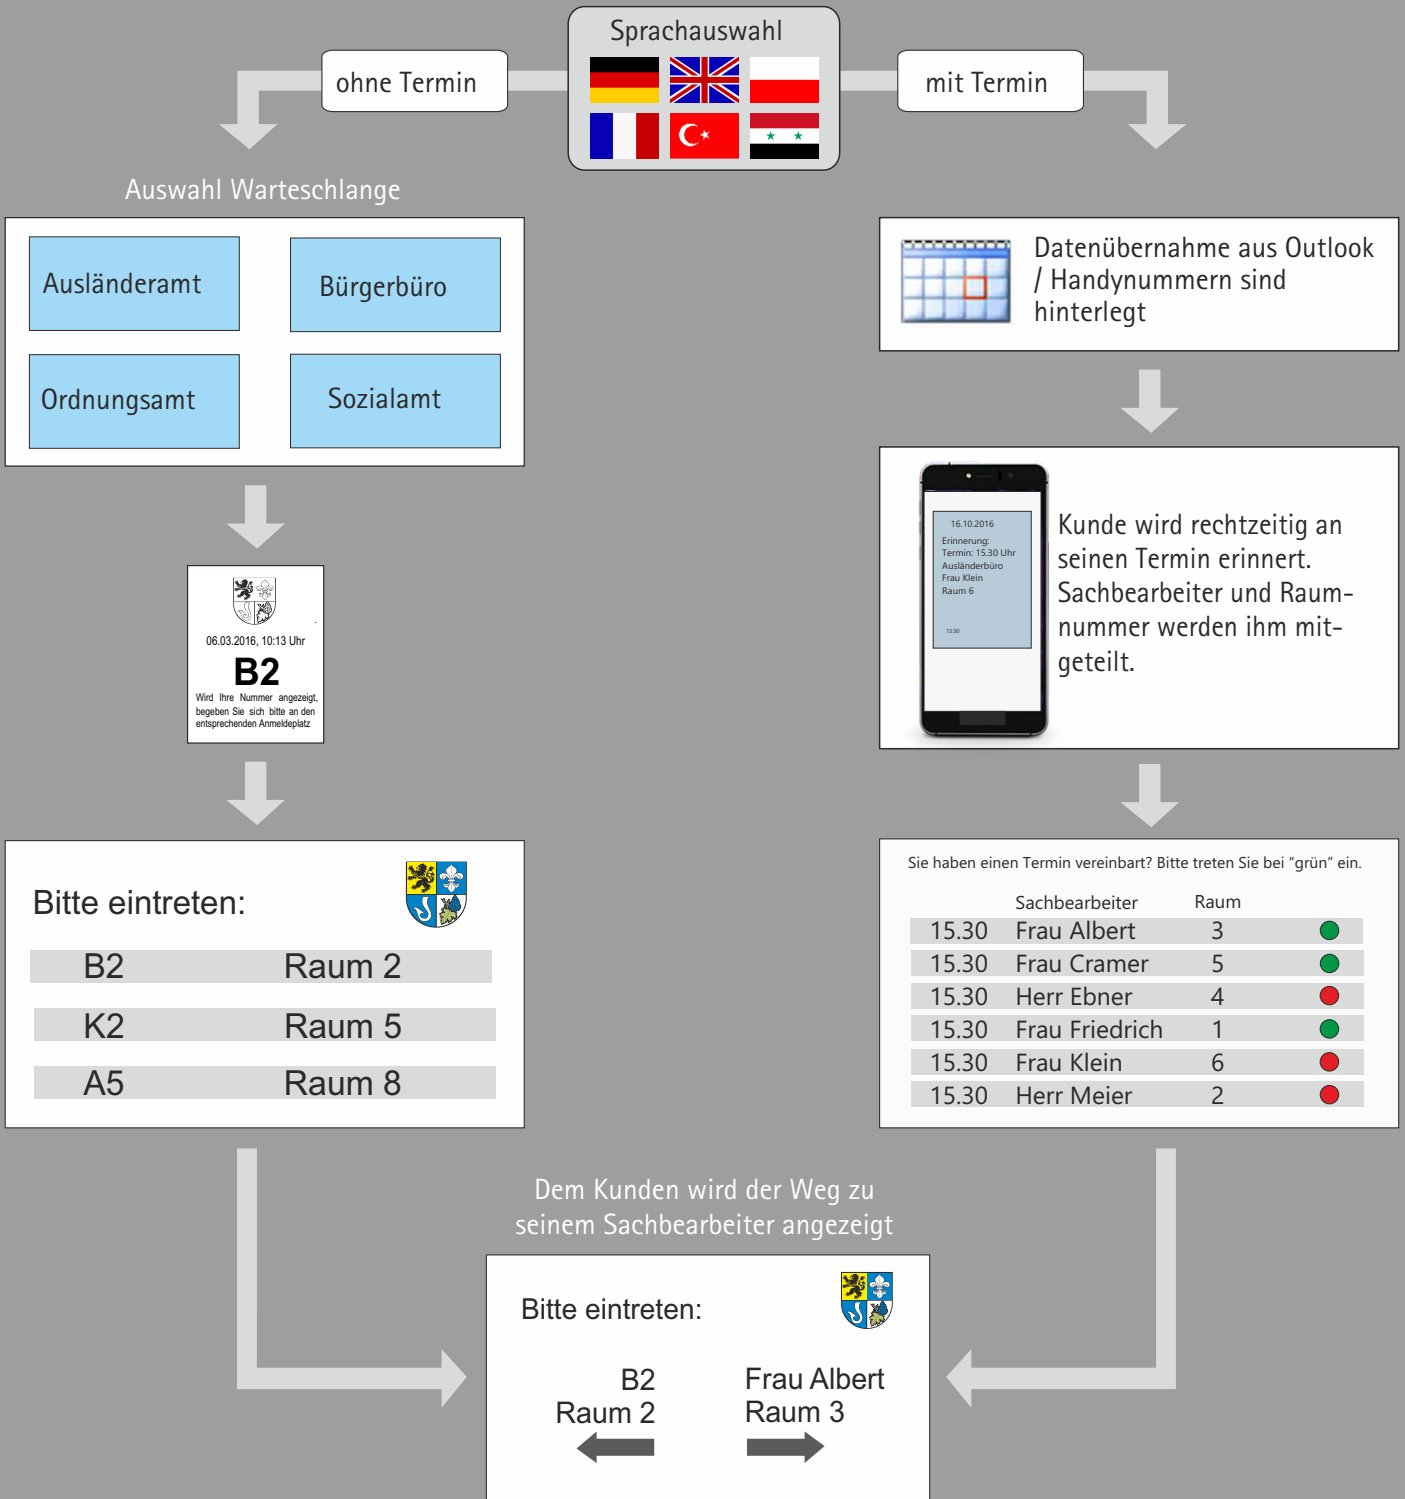 Sprachauswahl
ohne Termin
mit Termin
Auswahl Warteschlange
Ausländeramt
Bürgerbüro
Ordnungsamt
Sozialamt
06.03.2016, 10:13 Uhr
B2
Wird Ihre Nummer angezeigt,
begeben Sie sich bitte an den
entsprechenden Anmeldeplatz
Bitte eintreten:
B2 Raum 2
K2 Raum 5
A5 Raum 8
Datenübernahme aus Outlook
/ Handynummern sind
hinterlegt
16.10.2016
Erinnerung:
Termin: 15.30 Uhr
Ausländerbüro
Frau Klein
Raum 6
13:30
Kunde wird rechtzeitig an
seinen Termin erinnert.
Sachbearbeiter und Raum-
nummer werden ihm mit-
geteilt.
Sie haben einen Termin vereinbart? Bitte treten Sie bei "grün" ein.
Sachbearbeiter Raum
15.30 Frau Albert 3
15.30 Frau Cramer 5
15.30 Herr Ebner 4
15.30 Frau Friedrich 1
15.30 Frau Klein 6
15.30 Herr Meier 2
Dem Kunden wird der Weg zu
seinem Sachbearbeiter angezeigt
Bitte eintreten:
B2
Raum 2
Frau Albert
Raum 3